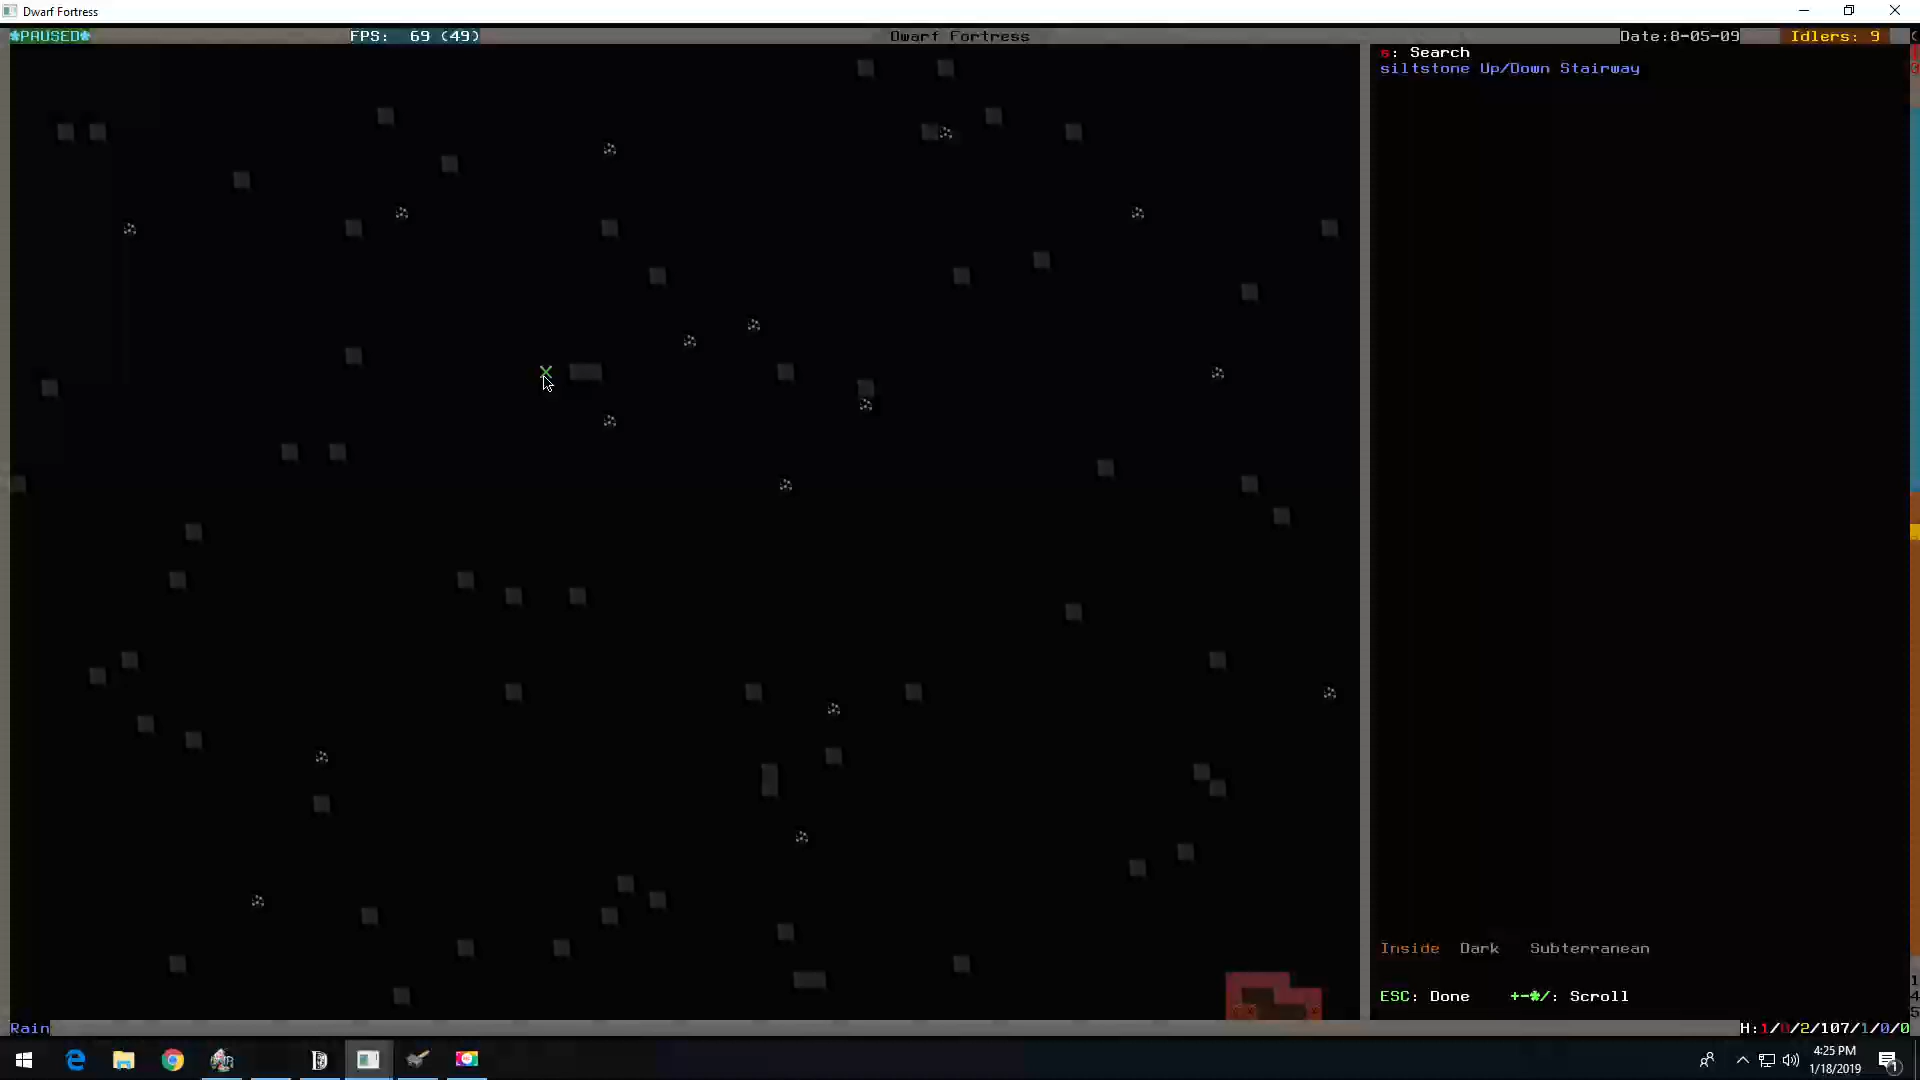 Dwarf Fortress
*PAUSED* FPS: 69 (49) Dwarf Fortress Date:8-05-09 Idlers: 9
s: Search
siltstone Up/Down Stairway
Inside Dark Subterranean
ESC: Done +-*/: Scroll
Rain H:1/0/2/107/1/0/0
4:25 PM
1/18/2019